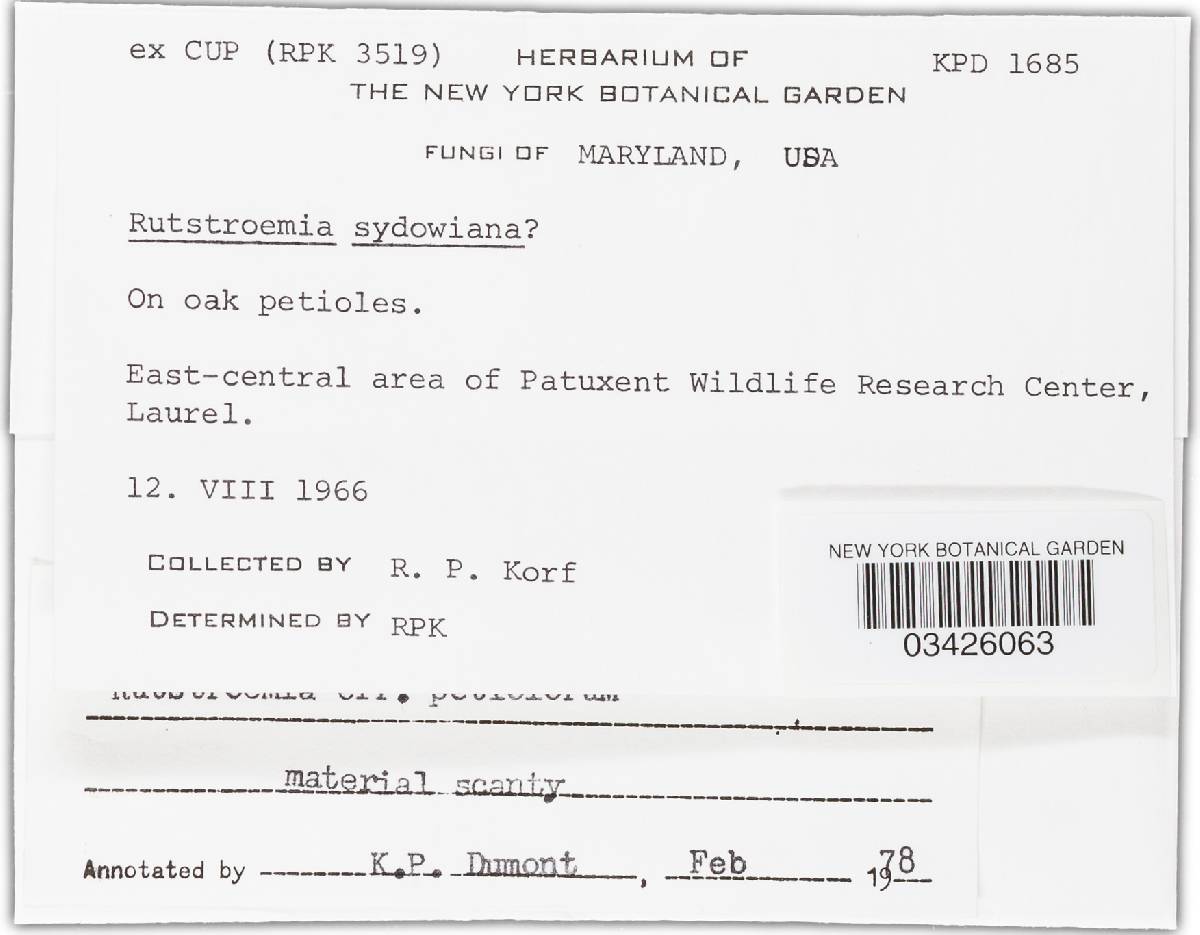 ex CUP (RPK 3519) HERBARIUM OF KPD 1685
THE NEW YORK BOTANICAL GARDEN
FUNGI OF MARYLAND, USA
Rutstroemia sydowiana?
On oak petioles.
East-central area of Patuxent Wildlife Research Center,
Laurel.
12. VIII 1966
COLLECTED BY R. P. Korf
DETERMINED BY RPK
NEW YORK BOTANICAL GARDEN
03426063
material scanty
Annotated by K.P. Dumont, Feb 1978